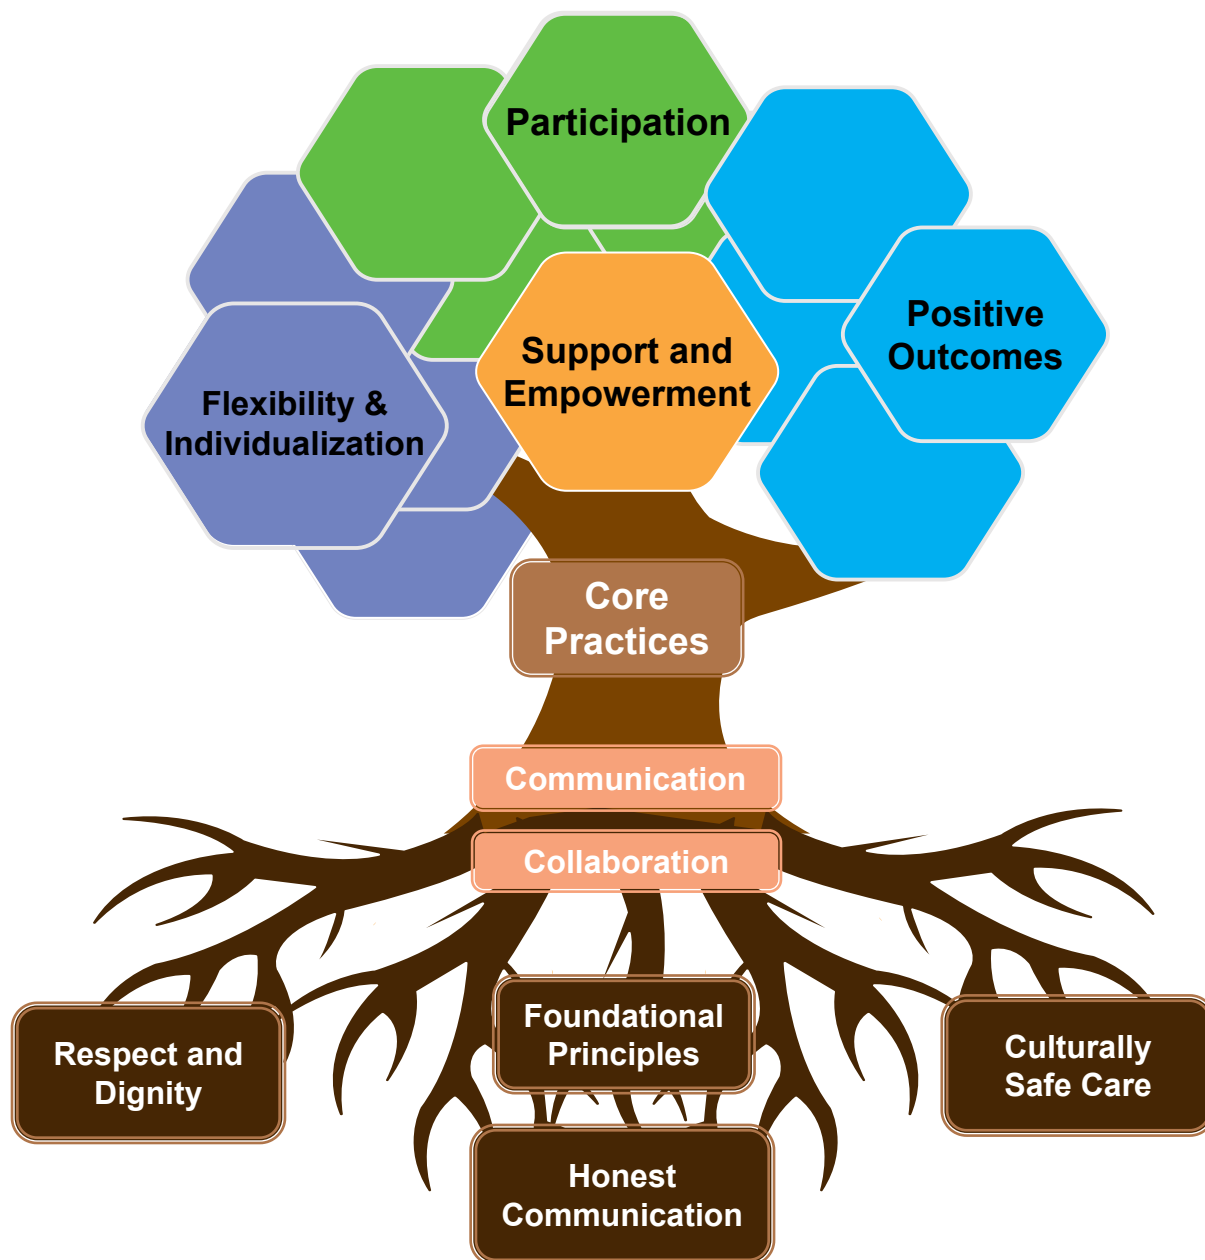 Participation
Positive
Outcomes
Support and
Empowerment
Flexibility &
Individualization
Core
Practices
Communication
Collaboration
Foundational
Principles
Respect and
Dignity
Culturally
Safe Care
Honest
Communication